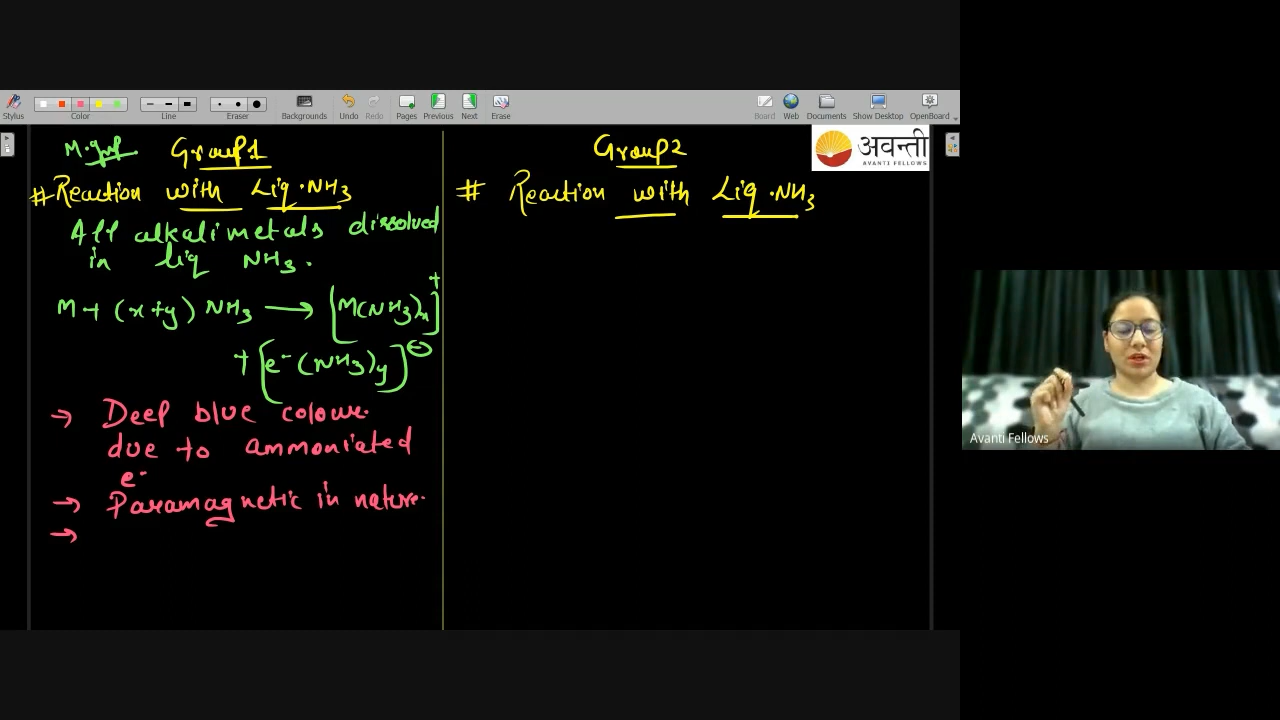 Stylus
Color
Line
Eraser
Backgrounds
Undo
Redo
Pages
Previous
Next
Erase
Board
Web
Documents
Show Desktop
OpenBoard
Group 1
# Reaction with Liq. NH3
All alkali metals dissolved
in liq NH3.
M + (x+y) NH3 → [M(NH3)x]+
+ [e-(NH3)y]⊖
→ Deep blue colour
due to ammoniated
e-
→ Paramagnetic in nature.
→
Group 2
# Reaction with Liq. NH3
अवन्ती
AVANTI FELLOWS
Avanti Fellows